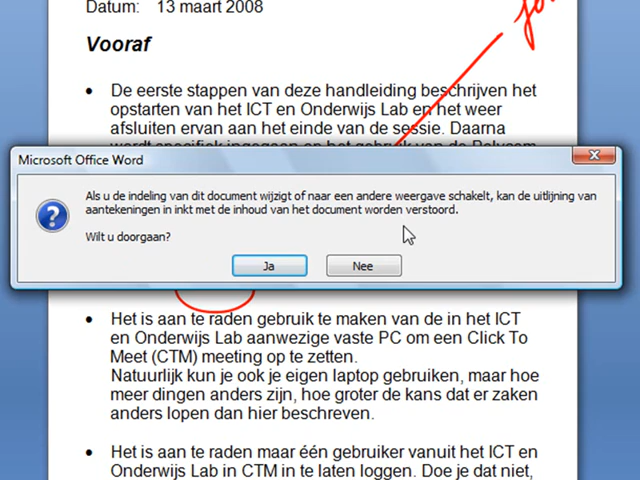 Datum: 13 maart 2008
Vooraf
• De eerste stappen van deze handleiding beschrijven het
opstarten van het ICT en Onderwijs Lab en het weer
afsluiten ervan aan het einde van de sessie. Daarna
Microsoft Office Word
Als u de indeling van dit document wijzigt of naar een andere weergave schakelt, kan de uitlijning van
aantekeningen in inkt met de inhoud van het document worden verstoord.
Wilt u doorgaan?
Ja Nee
• Het is aan te raden gebruik te maken van de in het ICT
en Onderwijs Lab aanwezige vaste PC om een Click To
Meet (CTM) meeting op te zetten.
Natuurlijk kun je ook je eigen laptop gebruiken, maar hoe
meer dingen anders zijn, hoe groter de kans dat er zaken
anders lopen dan hier beschreven.
• Het is aan te raden maar één gebruiker vanuit het ICT en
Onderwijs Lab in CTM in te laten loggen. Doe je dat niet,